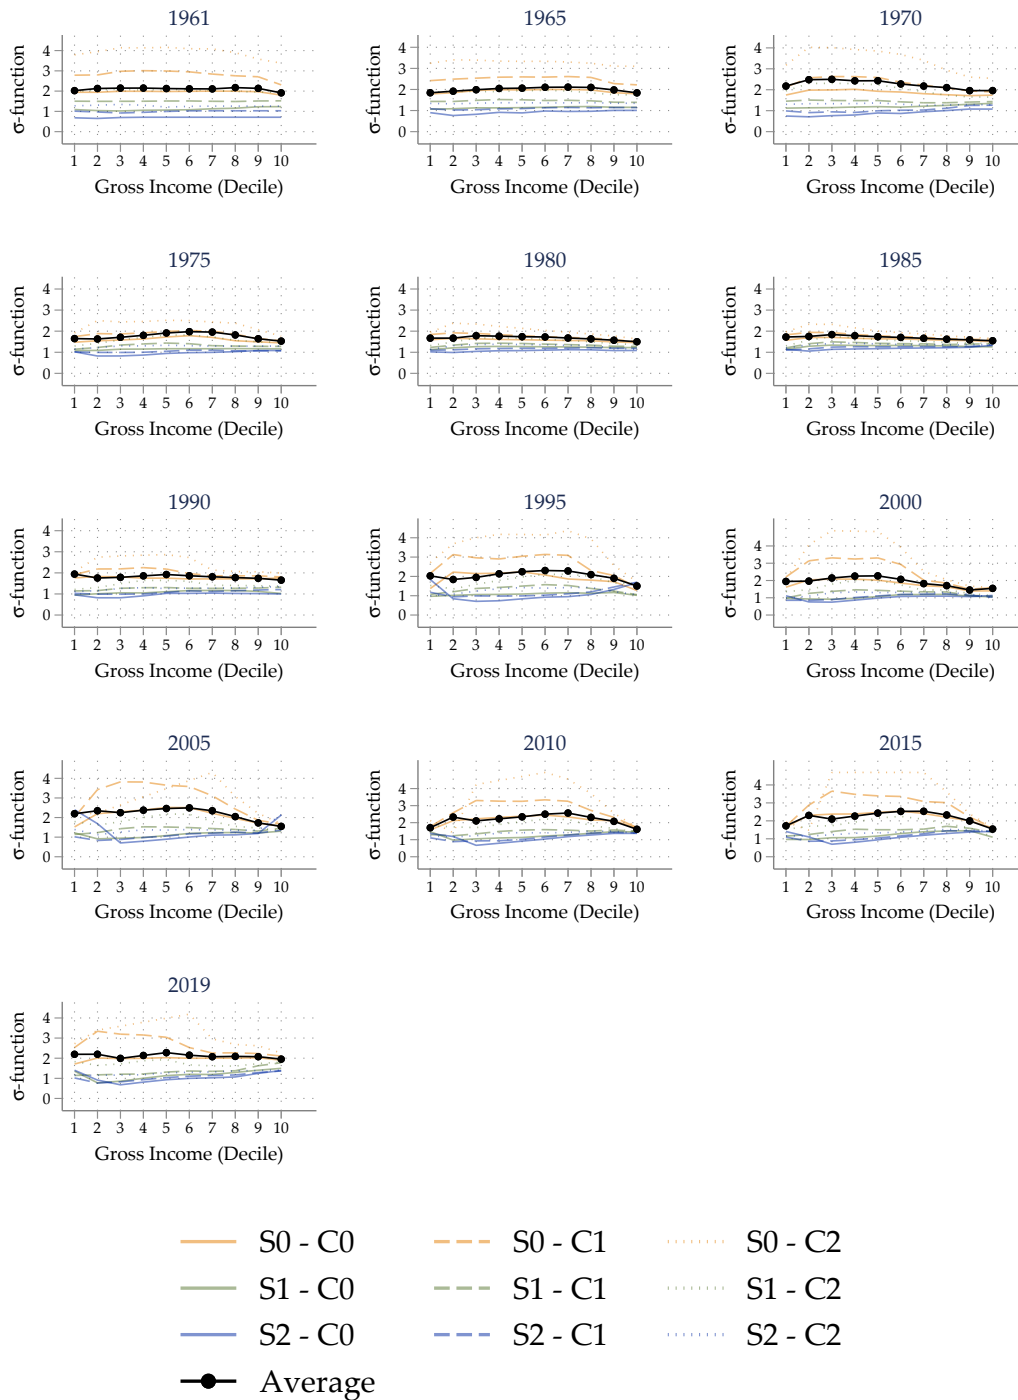 1961 1965 1970
σ-function σ-function σ-function
4 4 4
3 3 3
2 2 2
1 1 1
0 0 0
1 2 3 4 5 6 7 8 9 10 1 2 3 4 5 6 7 8 9 10 1 2 3 4 5 6 7 8 9 10
Gross Income (Decile) Gross Income (Decile) Gross Income (Decile)
1975 1980 1985
σ-function σ-function σ-function
4 4 4
3 3 3
2 2 2
1 1 1
0 0 0
1 2 3 4 5 6 7 8 9 10 1 2 3 4 5 6 7 8 9 10 1 2 3 4 5 6 7 8 9 10
Gross Income (Decile) Gross Income (Decile) Gross Income (Decile)
1990 1995 2000
σ-function σ-function σ-function
4 4 4
3 3 3
2 2 2
1 1 1
0 0 0
1 2 3 4 5 6 7 8 9 10 1 2 3 4 5 6 7 8 9 10 1 2 3 4 5 6 7 8 9 10
Gross Income (Decile) Gross Income (Decile) Gross Income (Decile)
2005 2010 2015
σ-function σ-function σ-function
4 4 4
3 3 3
2 2 2
1 1 1
0 0 0
1 2 3 4 5 6 7 8 9 10 1 2 3 4 5 6 7 8 9 10 1 2 3 4 5 6 7 8 9 10
Gross Income (Decile) Gross Income (Decile) Gross Income (Decile)
2019
σ-function
4
3
2
1
0
1 2 3 4 5 6 7 8 9 10
Gross Income (Decile)
S0 - C0 S0 - C1 S0 - C2
S1 - C0 S1 - C1 S1 - C2
S2 - C0 S2 - C1 S2 - C2
Average